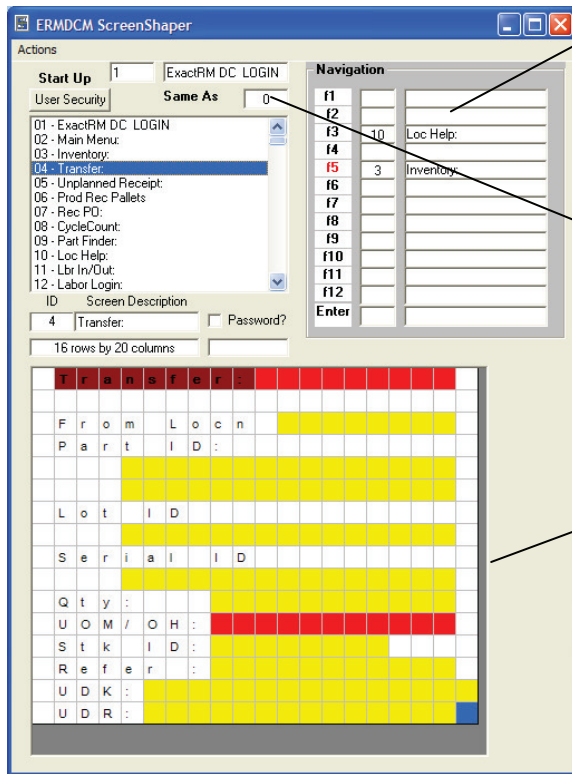 ERMDCM ScreenShaper
Actions
Start Up 1 ExactRM DC LOGIN
User Security Same As 0
01 - ExactRM DC LOGIN
02 - Main Menu:
03 - Inventory:
04 - Transfer:
05 - Unplanned Receipt:
06 - Prod Rec Pallets
07 - Rec PO:
08 - CycleCount:
09 - Part Finder:
10 - Loc Help:
11 - Lbr In/Out:
12 - Labor Login:
ID Screen Description
4 Transfer: Password?
16 rows by 20 columns
Navigation
f1
f2
f3 10 Loc Help:
f4
f5 3 Inventory:
f6
f7
f8
f9
f10
f11
f12
Enter
Transfer:
From Locn
Part ID:
Lot ID
Serial ID
Qty:
UOM/OH:
Stk ID:
Refer :
UDK:
UDR: